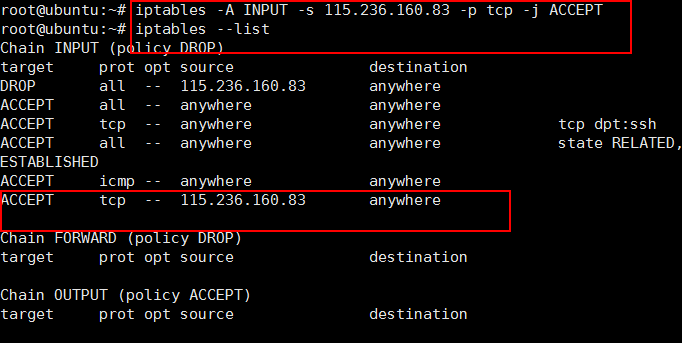 root@ubuntu:~# iptables -A INPUT -s 115.236.160.83 -p tcp -j ACCEPT
root@ubuntu:~# iptables --list
Chain INPUT (policy DROP)
target     prot opt source               destination
DROP       all  --  115.236.160.83       anywhere
ACCEPT     all  --  anywhere             anywhere
ACCEPT     tcp  --  anywhere             anywhere             tcp dpt:ssh
ACCEPT     all  --  anywhere             anywhere             state RELATED,
ESTABLISHED
ACCEPT     icmp --  anywhere             anywhere
ACCEPT     tcp  --  115.236.160.83       anywhere
Chain FORWARD (policy DROP)
target     prot opt source               destination
Chain OUTPUT (policy ACCEPT)
target     prot opt source               destination